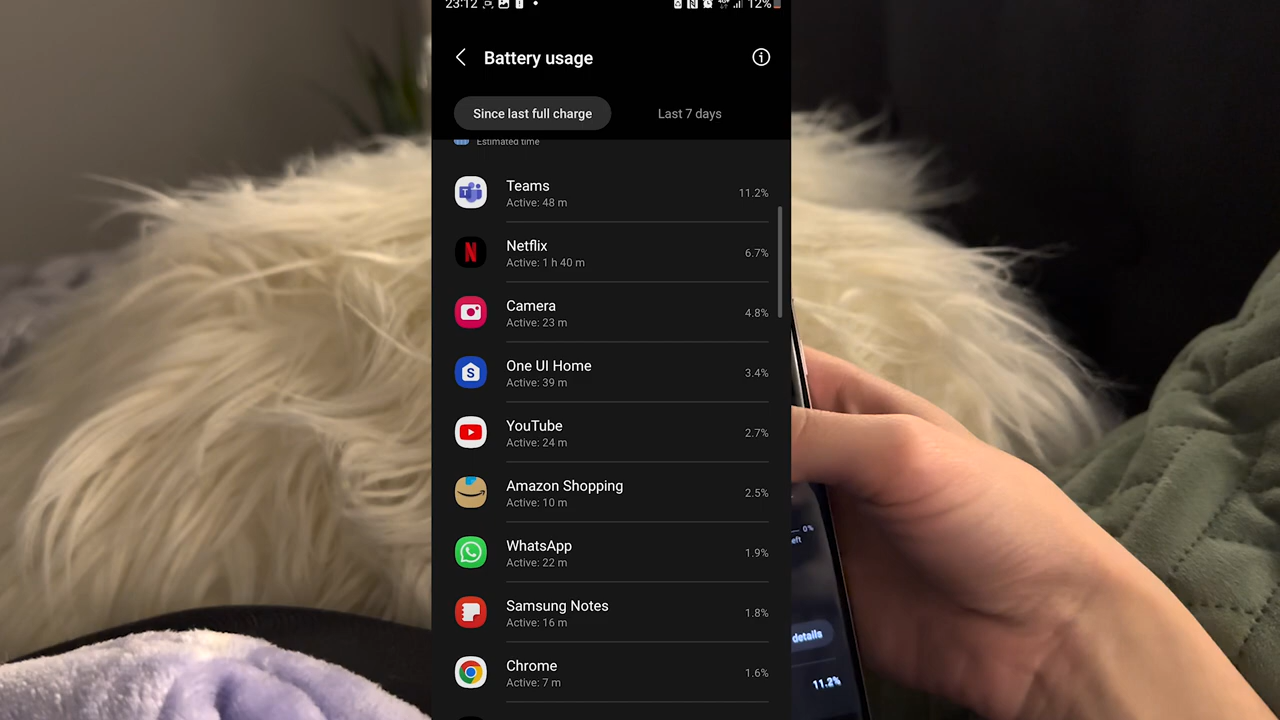 23:12 12%
Battery usage
Since last full charge Last 7 days
Estimated time
Teams
Active: 48 m 11.2%
Netflix
Active: 1 h 40 m 6.7%
Camera
Active: 23 m 4.8%
One UI Home
Active: 39 m 3.4%
YouTube
Active: 24 m 2.7%
Amazon Shopping
Active: 10 m 2.5%
WhatsApp
Active: 22 m 1.9%
Samsung Notes
Active: 16 m 1.8%
Chrome
Active: 7 m 1.6%
0%
eft
details
11.2%